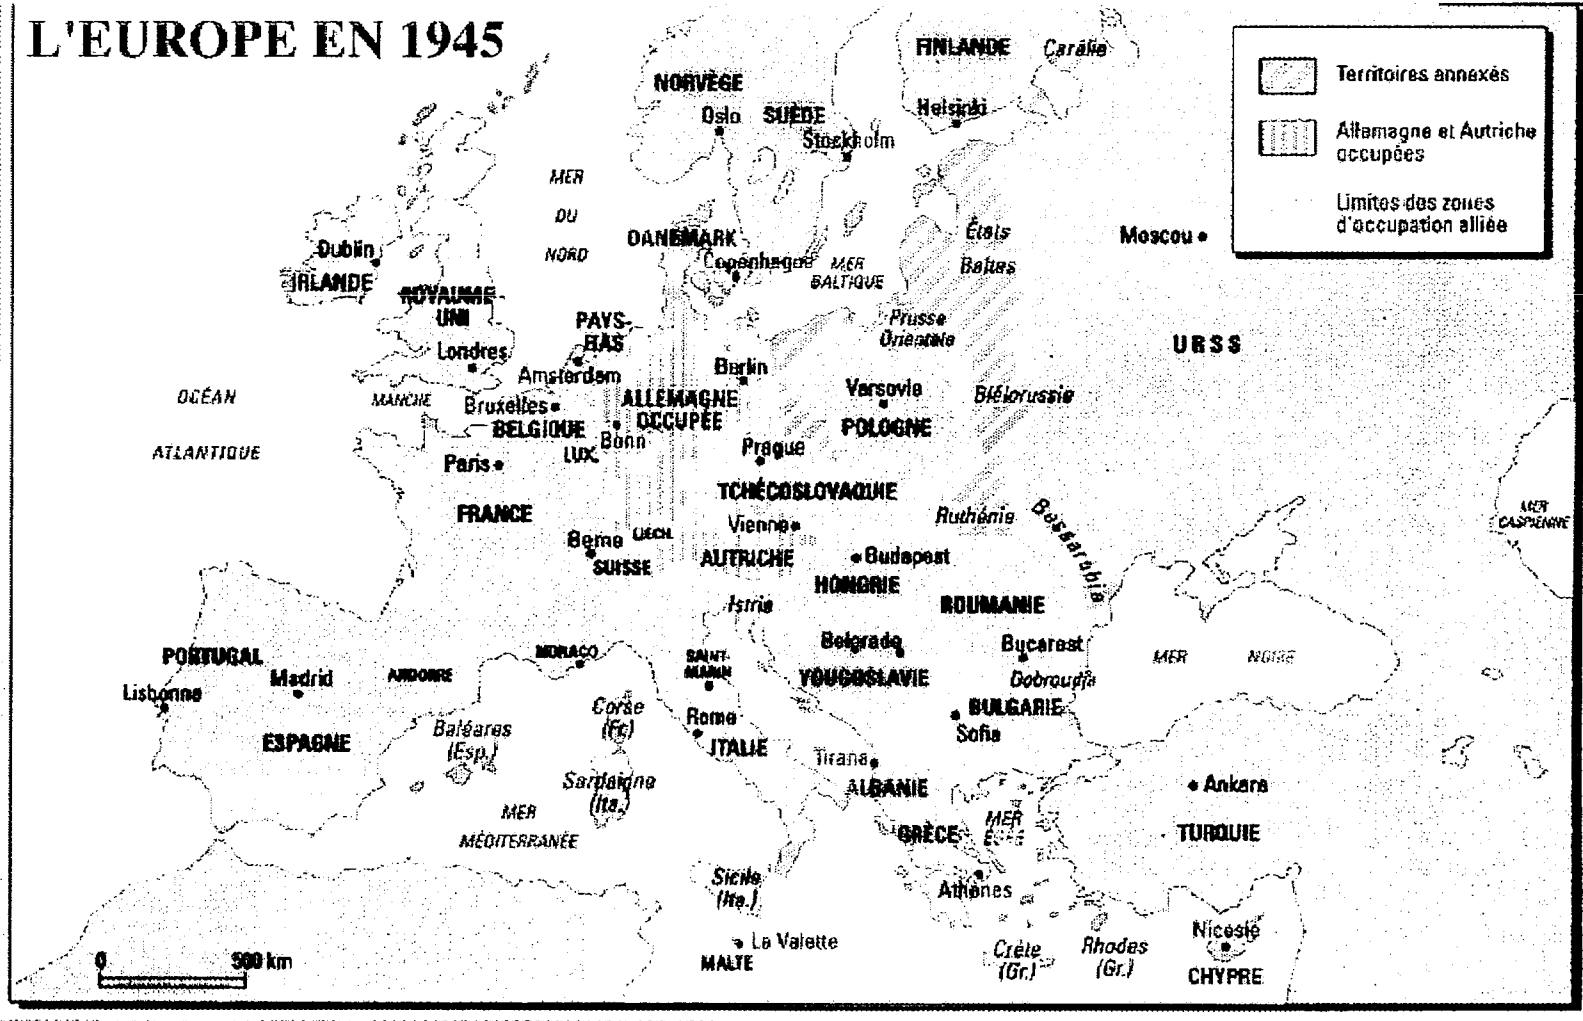 L'EUROPE EN 1945
Territoires annexés
Allemagne et Autriche
occupées
Limites des zones
d'occupation alliée
FINLANDE
Carélie
NORVÈGE
Oslo
SUÈDE
Helsinki
Stockholm
MER
DU
NORD
DANEMARK
Copenhague
MER
BALTIQUE
États
Baltes
Moscou
Dublin
IRLANDE
ROYAUME-
UNI
Londres
PAYS-
BAS
Amsterdam
Prusse
Orientale
URSS
Berlin
OCÉAN
ATLANTIQUE
MANCHE
Bruxelles
BELGIQUE
ALLEMAGNE
OCCUPÉE
Bonn
LUX.
Varsovie
POLOGNE
Biélorussie
Paris
FRANCE
Prague
TCHÉCOSLOVAQUIE
Vienne
AUTRICHE
Ruthénie
Bessarabie
MER
CASPIENNE
Berne
LIECH.
SUISSE
Budapest
HONGRIE
ROUMANIE
Istrie
Belgrade
YOUGOSLAVIE
Bucarest
Dobroudja
MER NOIRE
PORTUGAL
Lisbonne
Madrid
ESPAGNE
ANDORRE
MONACO
SAINT-
MARIN
Corse
(Fr.)
Rome
ITALIE
BULGARIE
Sofia
Baléares
(Esp.)
Sardaigne
(Ita.)
Tirana
ALBANIE
Ankara
TURQUIE
MER
MÉDITERRANÉE
GRÈCE
MER
Athènes
Sicile
(Ita.)
La Valette
MALTE
Crète
(Gr.)
Rhodes
(Gr.)
Nicosie
CHYPRE
0 500 km